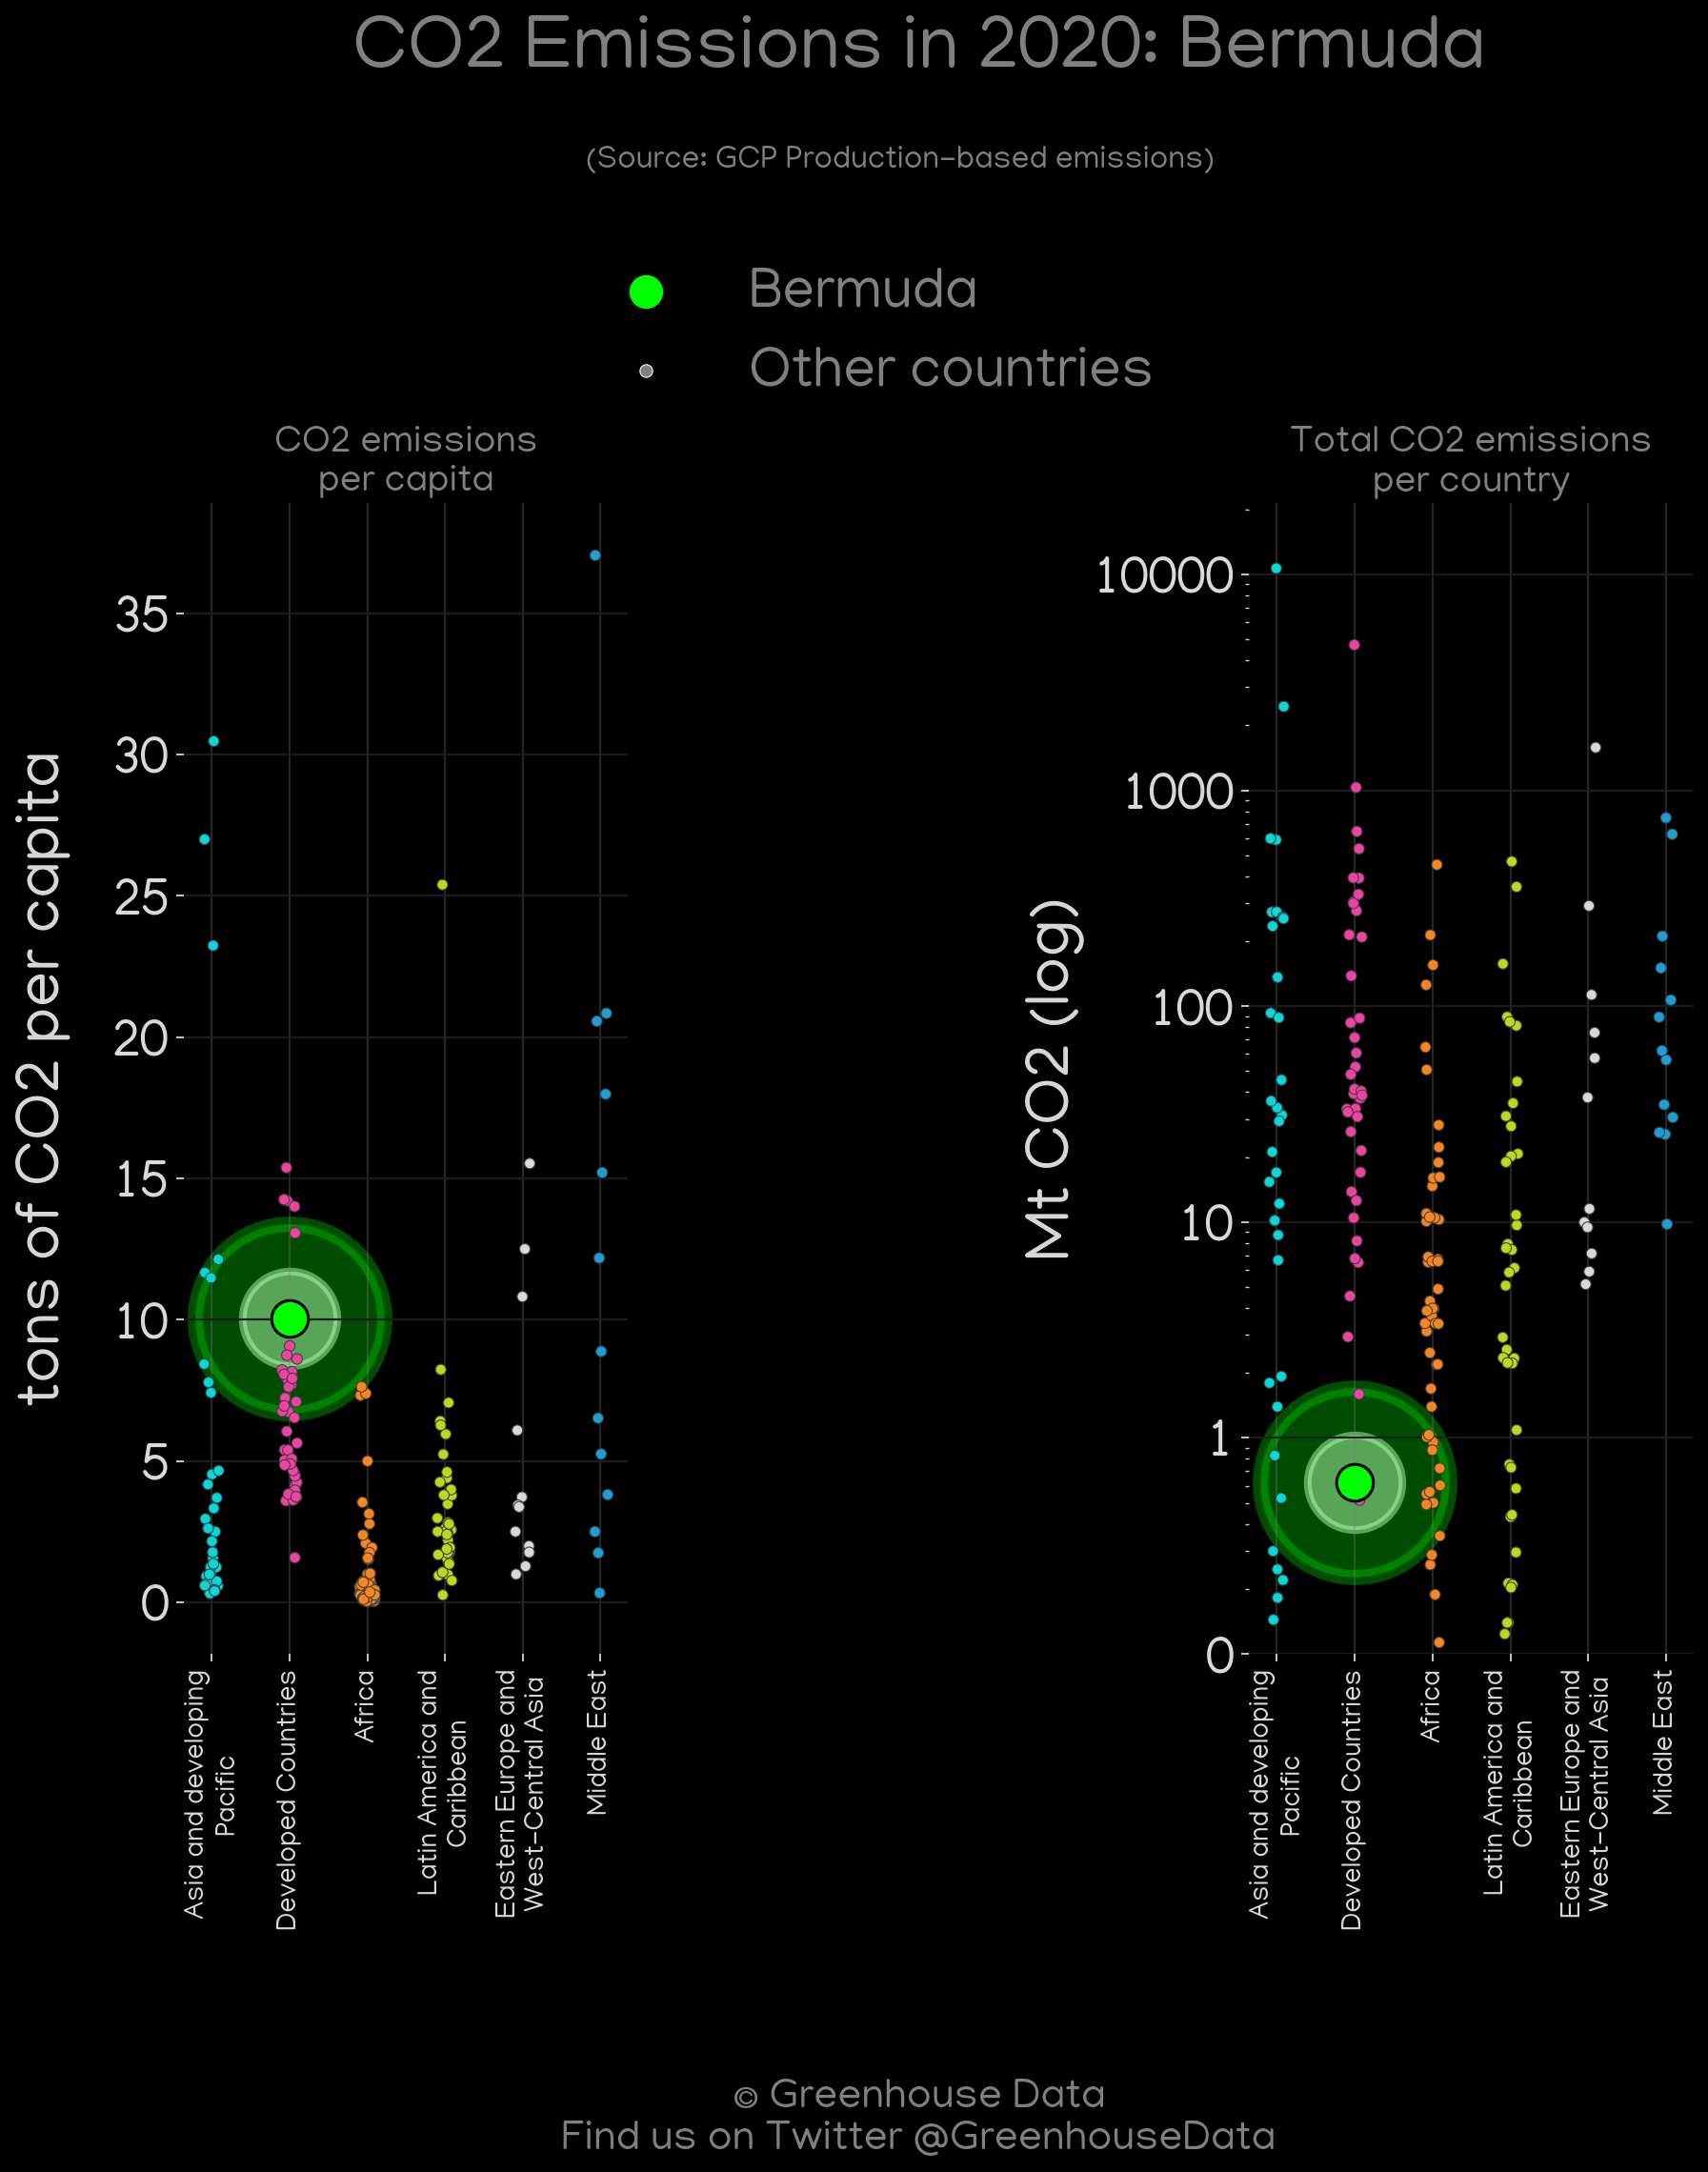 CO2 Emissions in 2020: Bermuda
(Source: GCP Production-based emissions)
Bermuda
Other countries
CO2 emissions
per capita
tons of CO2 per capita
35
30
25
20
15
10
5
0
Asia and developing
Pacific
Developed Countries
Africa
Latin America and
Caribbean
Eastern Europe and
West-Central Asia
Middle East
Total CO2 emissions
per country
Mt CO2 (log)
10000
1000
100
10
1
0
Asia and developing
Pacific
Developed Countries
Africa
Latin America and
Caribbean
Eastern Europe and
West-Central Asia
Middle East
© Greenhouse Data
Find us on Twitter @GreenhouseData